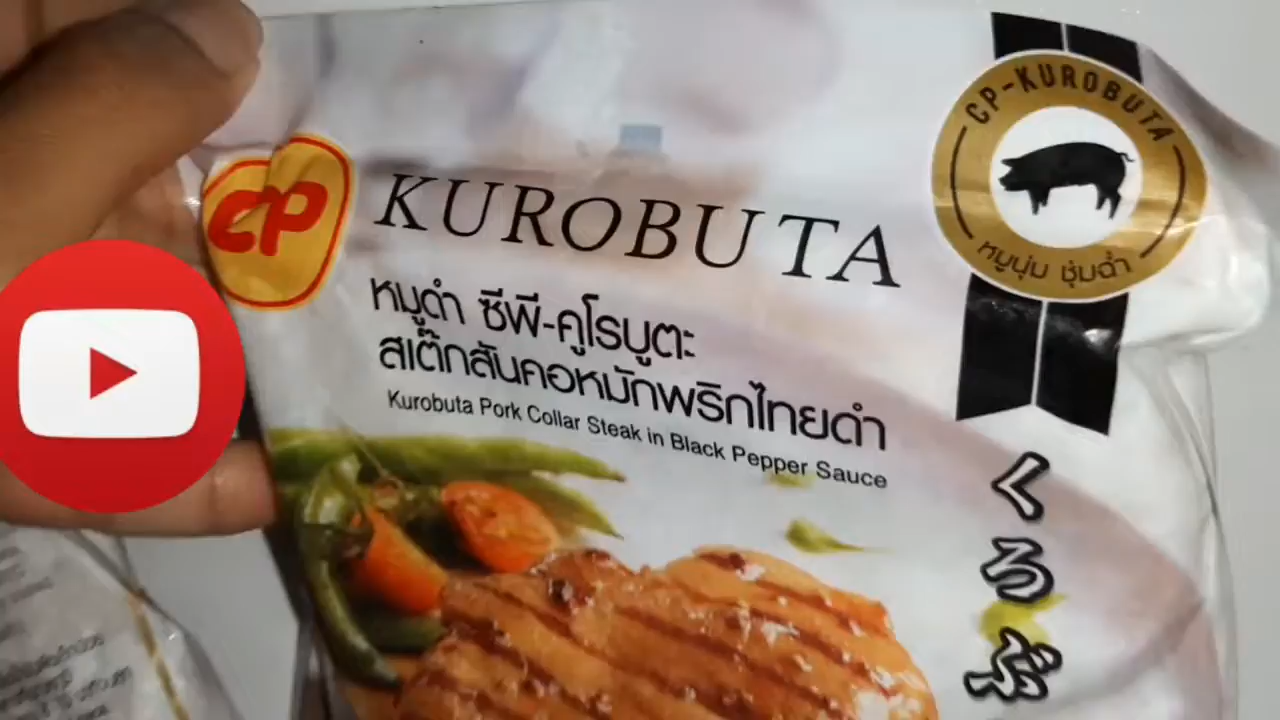 CP
KUROBUTA
หมูดำ ซีพี-คูโรบูตะ
สเต๊กสันคอหมักพริกไทยดำ
Kurobuta Pork Collar Steak in Black Pepper Sauce
CP-KUROBUTA
หมูนุ่ม ชุ่มฉ่ำ
くろぶ